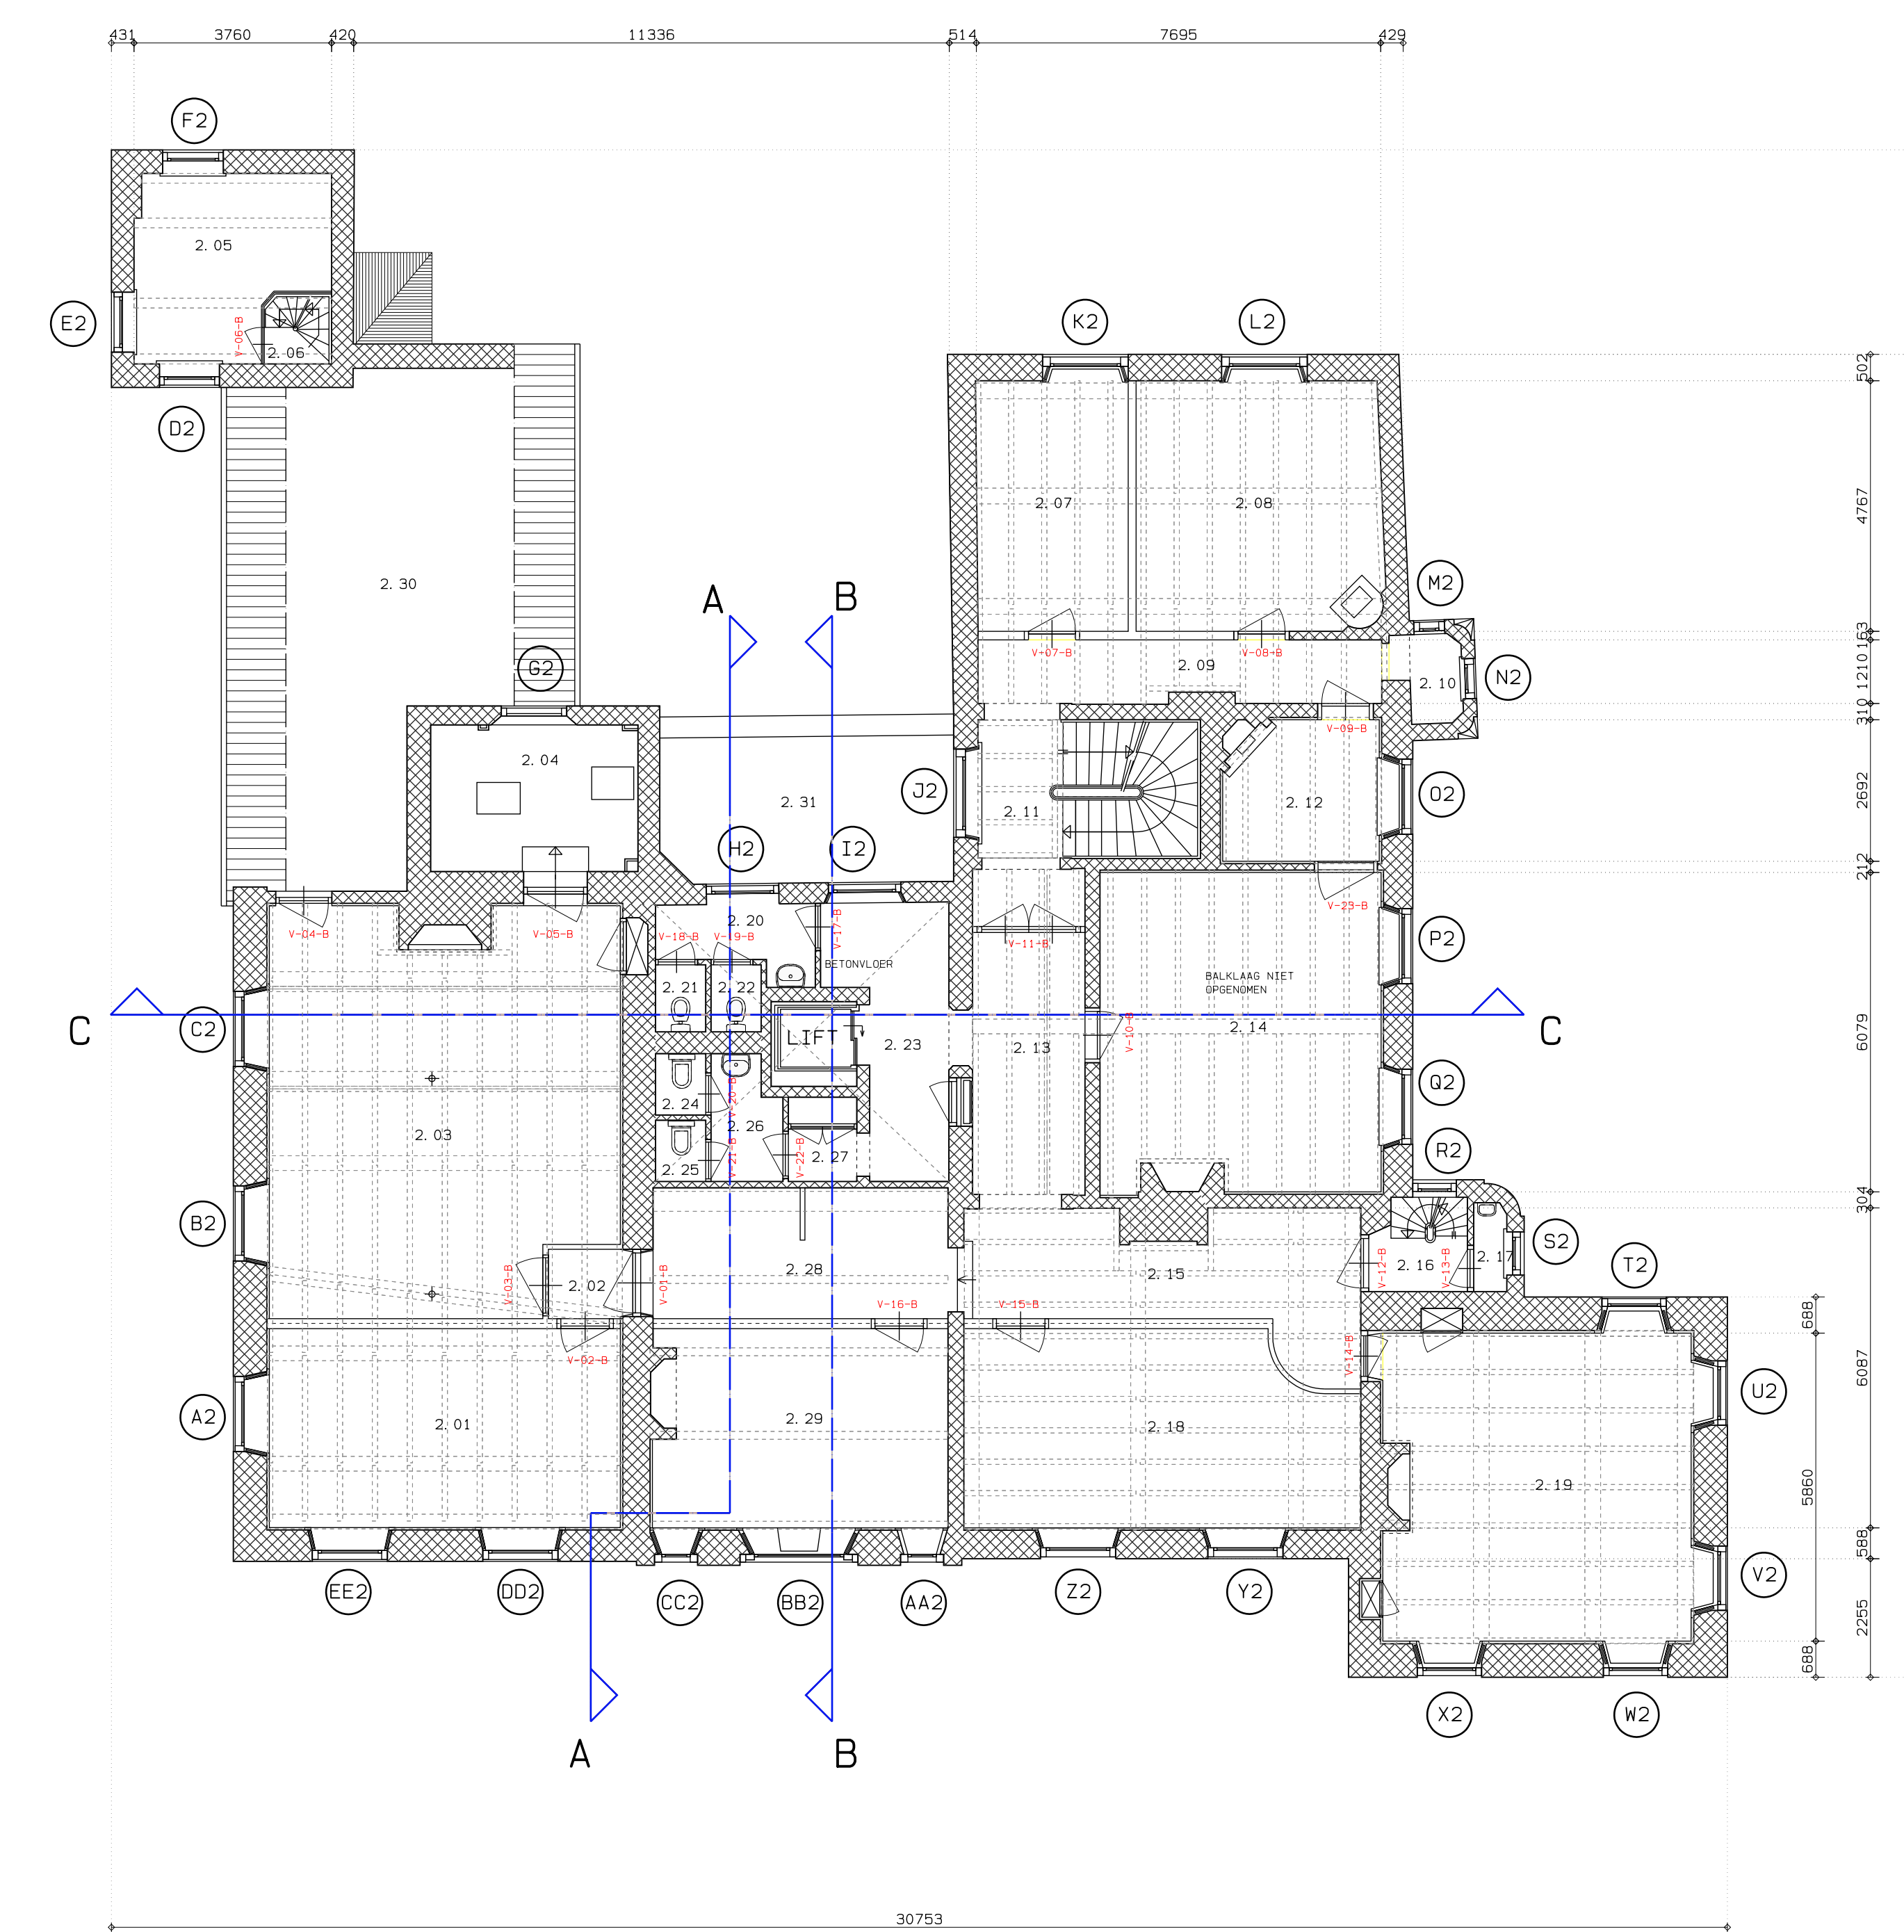 431 3760 420 11336 514 7695 429
F2
2. 05
E2
V-06-B
2. 06
K2 L2
502
D2
2. 07 2. 08
4767
2. 30
A B
M2
163
V-07-B V-08-B
G2
2. 09
1210
N2
2. 10
310
V-09-B
2. 04
J2
2. 31
2. 11
2. 12
O2
2692
H2 I2
212
V-23-B
2. 20
V-17-B
V-04-B V-05-B
V-18-B V-19-B
V-11-B
P2
BETONVLOER
BALKLAAG NIET
OPGENOMEN
2. 21 2. 22
C C2
LIFT
2. 23
2. 13
V-10-B
2. 14
C
6079
Q2
V-20-B
2. 24
2. 03
2. 26
2. 25
V-21-B
V-22-B
2. 27
R2
304
B2
S2
2. 28
2. 15
V-12-B
2. 16
V-13-B
2. 17
T2
V-03-B
2. 02
V-01-B
V-16-B V-15-B
688
V-02-B
V-14-B
6087
U2
A2
2. 01
2. 29
2. 18
2. 19
5860
588
EE2 DD2 CC2 BB2 AA2 Z2 Y2
V2
2255
688
X2 W2
A B
30753